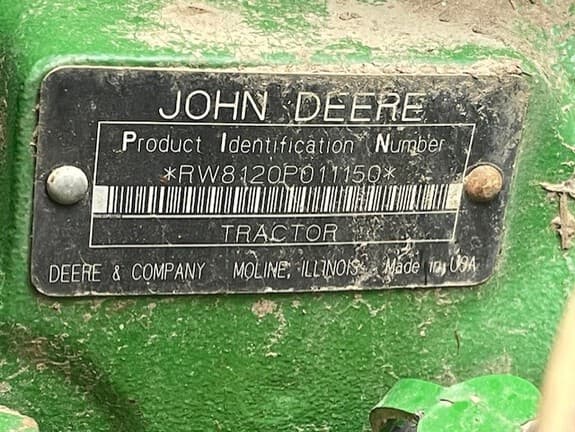 JOHN DEERE
Product Identification Number
*RW8120P011150*
TRACTOR
DEERE & COMPANY MOLINE, ILLINOIS Made in USA